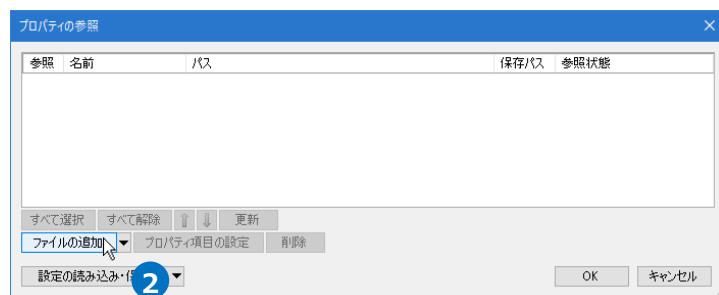 プロパティの参照
参照 名前 パス 保存パス 参照状態
すべて選択 すべて解除 更新
ファイルの追加 プロパティ項目の設定 削除
設定の読み込み・ 2 OK キャンセル